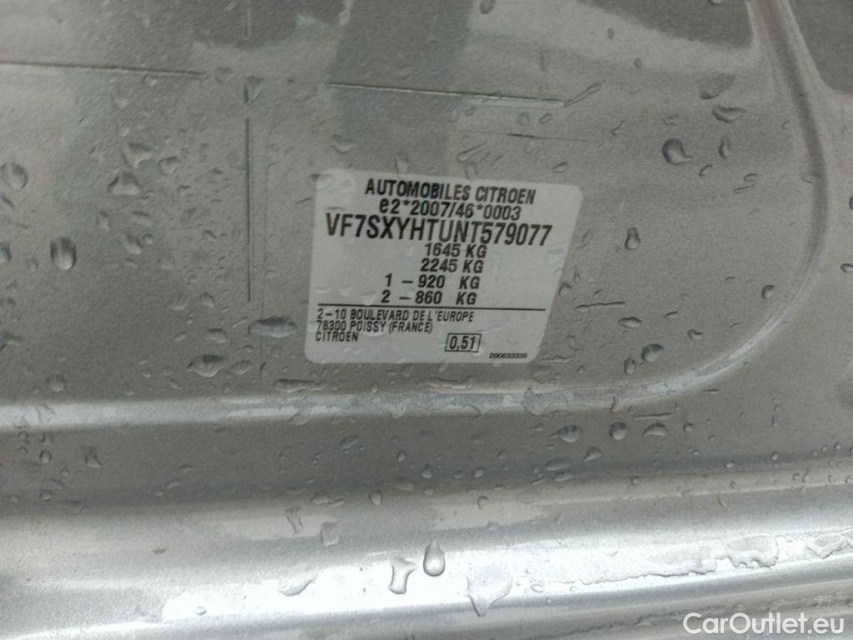 AUTOMOBILES CITROEN
e2*2007/46*0003
VF7SXYHTUNT579077
1645 KG
2245 KG
1 – 920 KG
2 – 860 KG
2-10 BOULEVARD DE L'EUROPE
78300 POISSY (FRANCE)
CITROEN
0,51
200633335
CarOutlet.eu